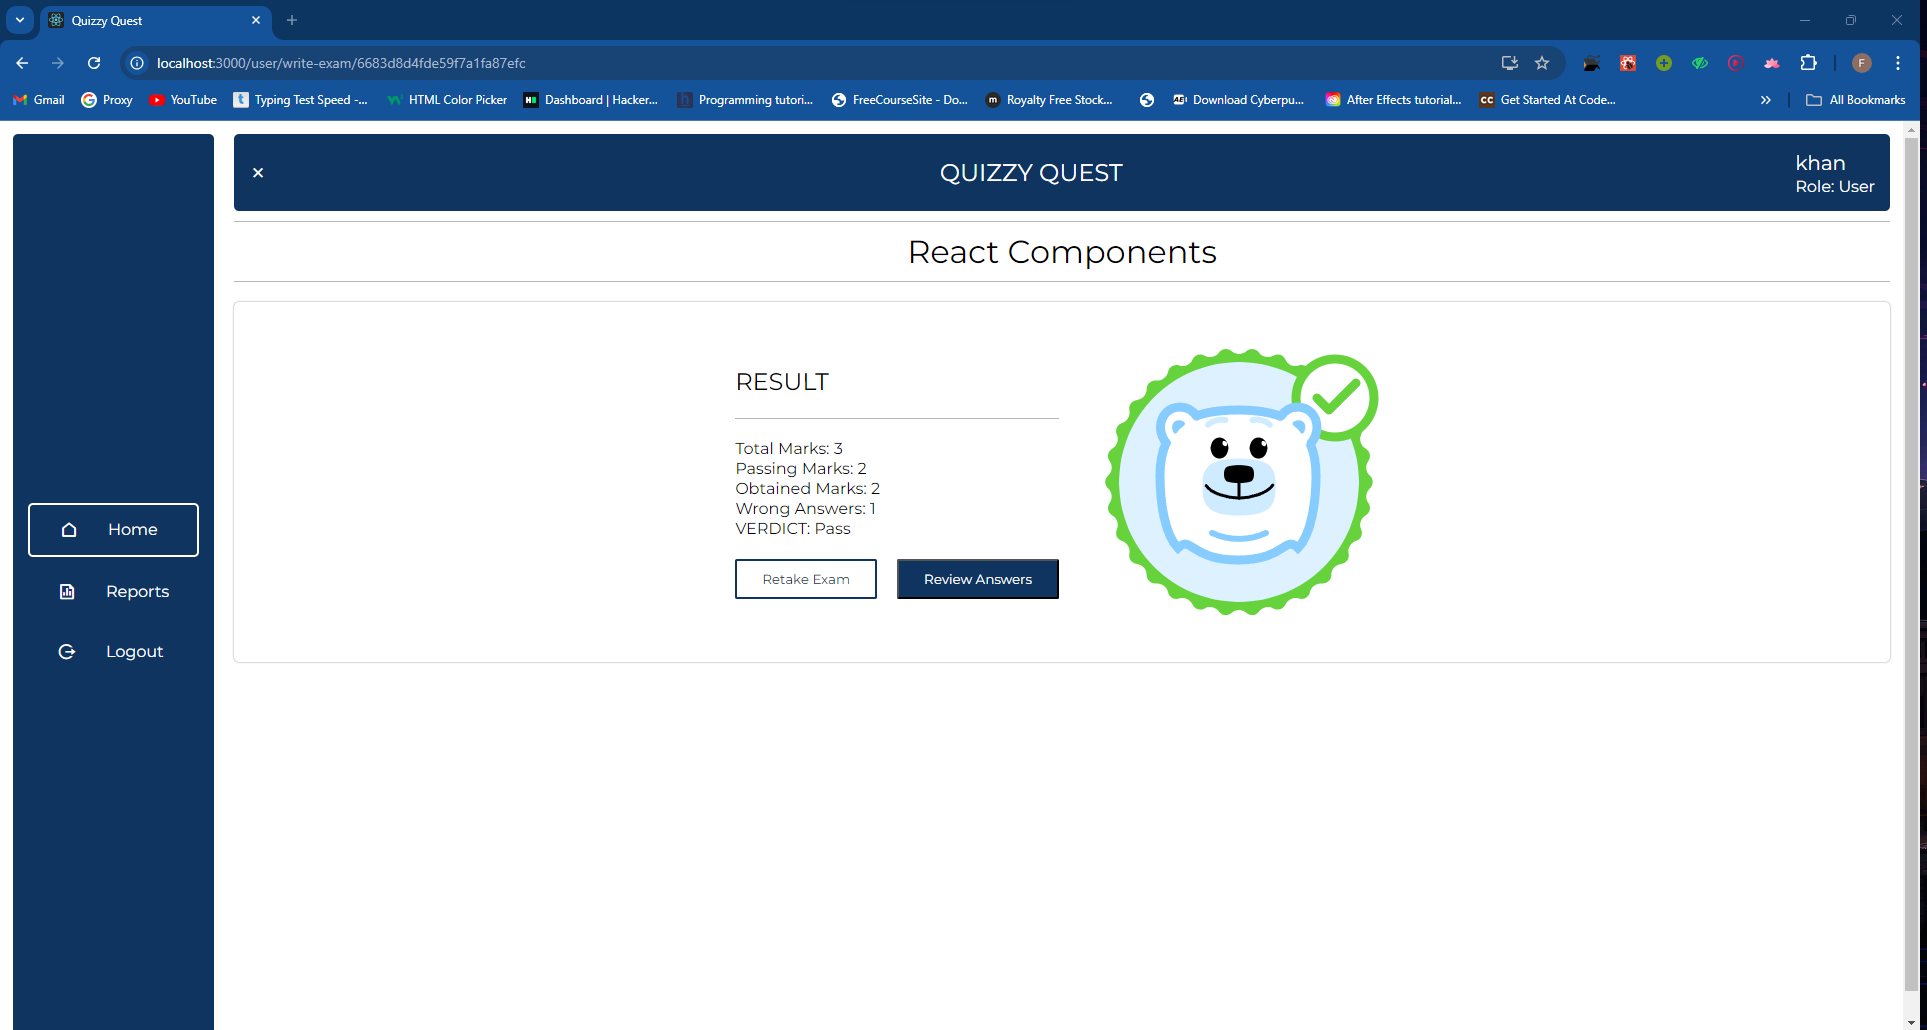 Quizzy Quest
localhost:3000/user/write-exam/6683d8d4fde59f7a1fa87efc
F
Gmail Proxy YouTube Typing Test Speed -... HTML Color Picker Dashboard | Hacker... Programming tutori... FreeCourseSite - Do... Royalty Free Stock... Download Cyberpu... After Effects tutorial... Get Started At Code... All Bookmarks
QUIZZY QUEST
khan
Role: User
React Components
RESULT
Total Marks: 3
Passing Marks: 2
Obtained Marks: 2
Wrong Answers: 1
VERDICT: Pass
Retake Exam Review Answers
Home
Reports
Logout